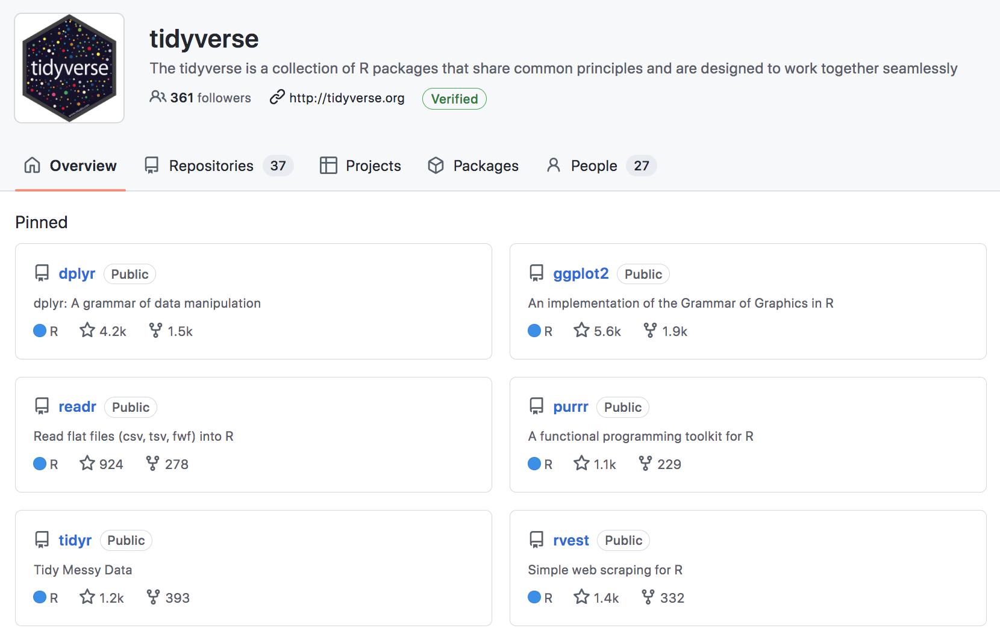 tidyverse
tidyverse
The tidyverse is a collection of R packages that share common principles and are designed to work together seamlessly
361 followers http://tidyverse.org Verified
Overview Repositories 37 Projects Packages People 27
Pinned
dplyr Public
dplyr: A grammar of data manipulation
R 4.2k 1.5k
ggplot2 Public
An implementation of the Grammar of Graphics in R
R 5.6k 1.9k
readr Public
Read flat files (csv, tsv, fwf) into R
R 924 278
purrr Public
A functional programming toolkit for R
R 1.1k 229
tidyr Public
Tidy Messy Data
R 1.2k 393
rvest Public
Simple web scraping for R
R 1.4k 332